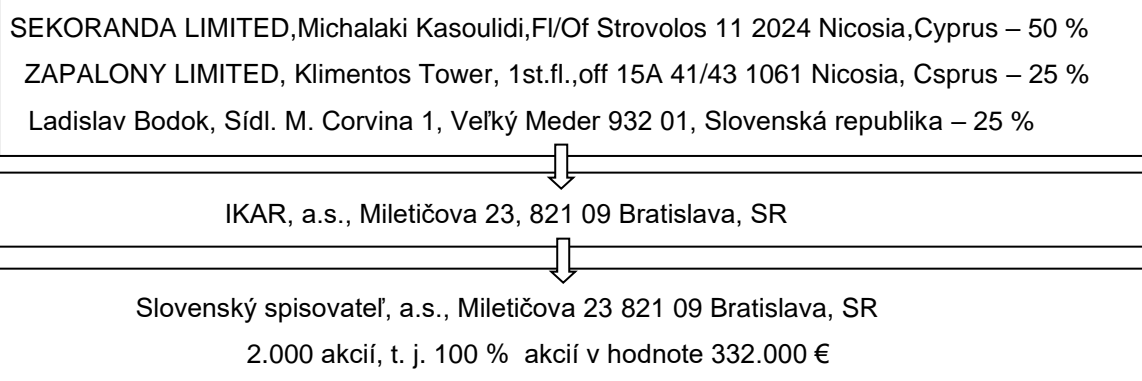 SEKORANDA LIMITED,Michalaki Kasoulidi,Fl/Of Strovolos 11 2024 Nicosia,Cyprus – 50 %
ZAPALONY LIMITED, Klimentos Tower, 1st.fl.,off 15A 41/43 1061 Nicosia, Csprus – 25 %
Ladislav Bodok, Sídl. M. Corvina 1, Veľký Meder 932 01, Slovenská republika – 25 %
IKAR, a.s., Miletičova 23, 821 09 Bratislava, SR
Slovenský spisovateľ, a.s., Miletičova 23 821 09 Bratislava, SR
2.000 akcií, t. j. 100 % akcií v hodnote 332.000 €